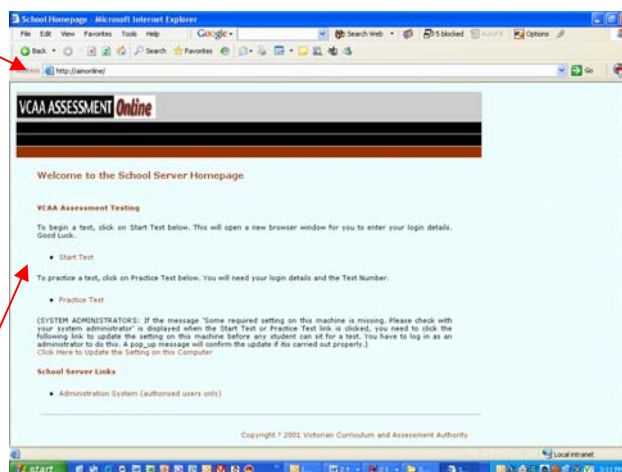 School Homepage - Microsoft Internet Explorer
File Edit View Favorites Tools Help Google Search Web 5 blocked Options
Back Search Favorites
http://aimonline/ Go
VCAA ASSESSMENT Online
Welcome to the School Server Homepage
VCAA Assessment Testing
To begin a test, click on Start Test below. This will open a new browser window for you to enter your login details.
Good Luck.
Start Test
To practice a test, click on Practice Test below. You will need your login details and the Test Number.
Practice Test
(SYSTEM ADMINISTRATORS: If the message 'Some required setting on this machine is missing. Please check with
your system administrator' is displayed when the Start Test or Practice Test link is clicked, you need to click the
following link to update the setting on this machine before any student can sit for a test. You have to log in as an
administrator to do this. A pop_up message will confirm the update if its carried out properly.)
Click Here to Update the Setting on this Computer
School Server Links
Administration System (authorised users only)
Copyright ? 2001 Victorian Curriculum and Assessment Authority
Local intranet
start